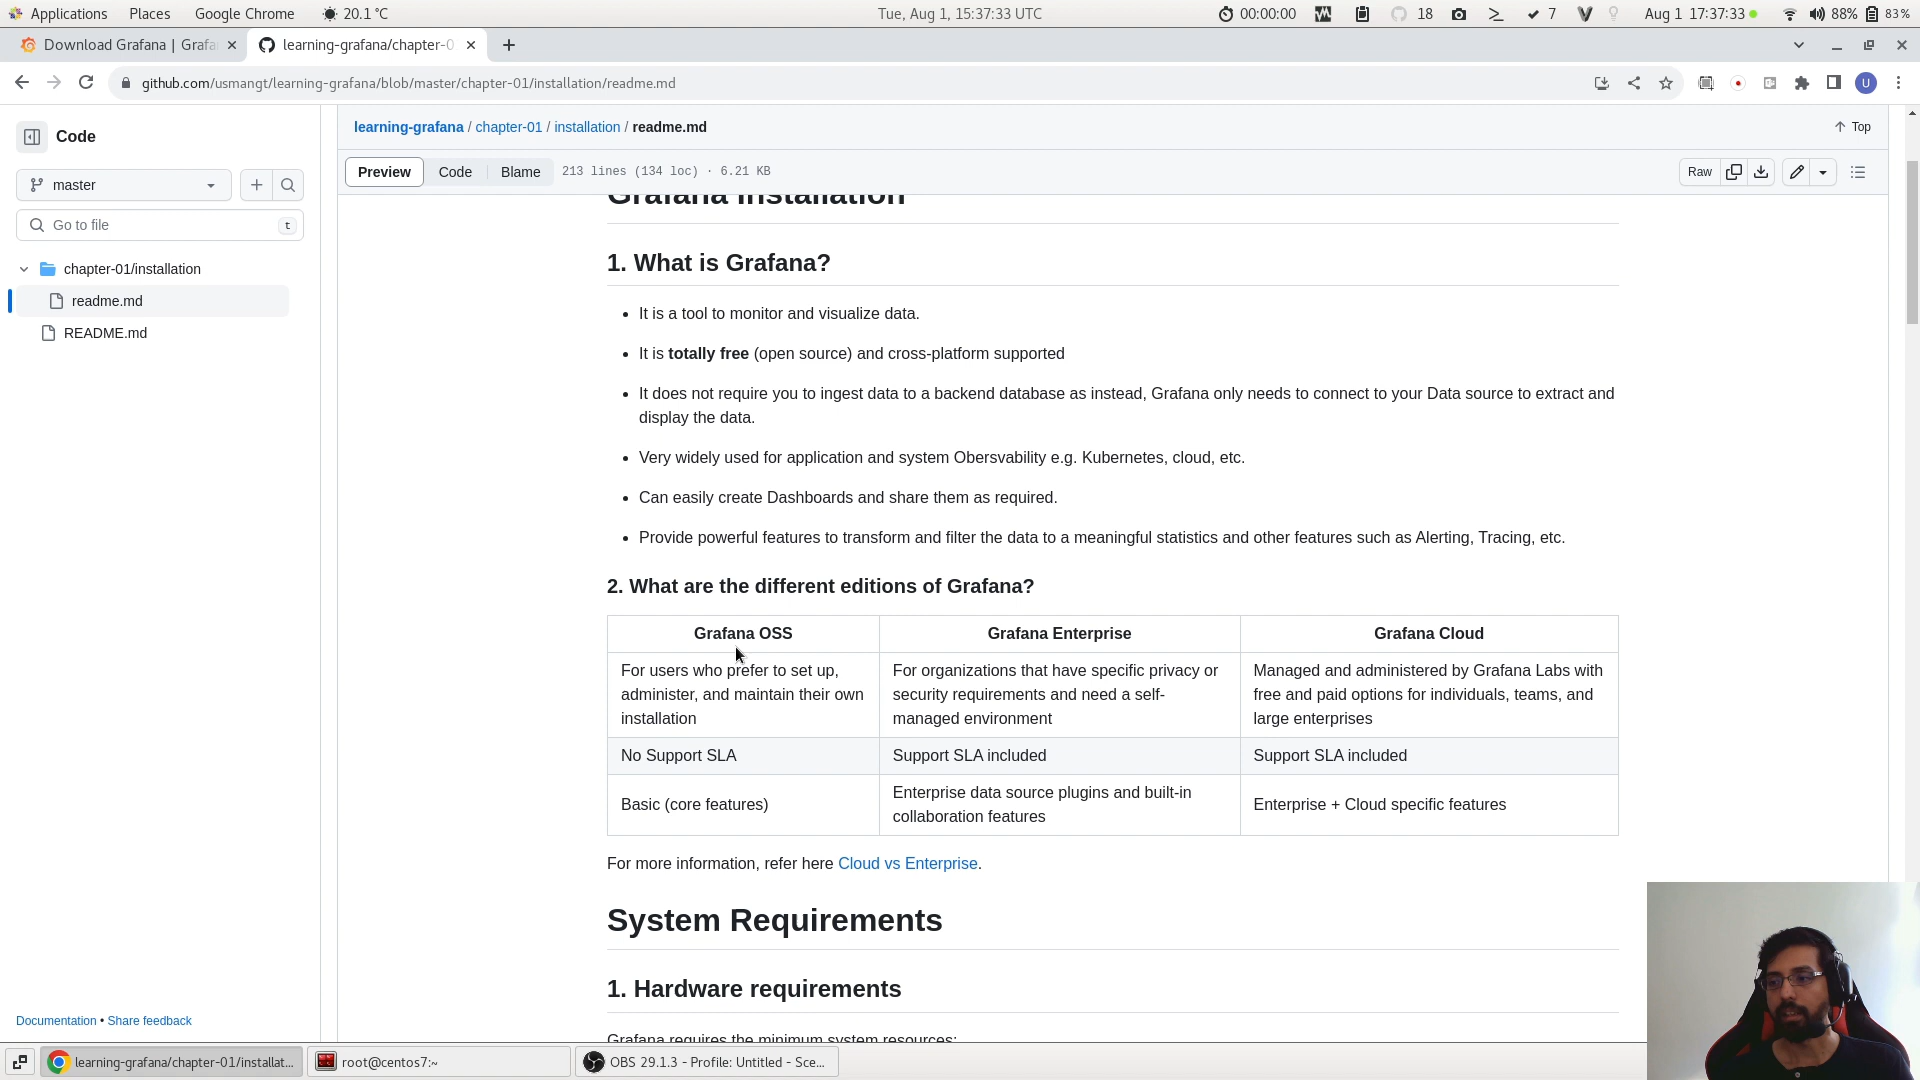 Applications Places Google Chrome 20.1 °C Tue, Aug 1, 15:37:33 UTC 00:00:00 18 7 Aug 1 17:37:33 88% 83%
Download Grafana | Grafa learning-grafana/chapter-0
github.com/usmangt/learning-grafana/blob/master/chapter-01/installation/readme.md U
Code
master
Go to file t
chapter-01/installation
readme.md
README.md
Documentation • Share feedback
learning-grafana / chapter-01 / installation / readme.md Top
Preview Code Blame 213 lines (134 loc) · 6.21 KB Raw
Grafana Installation
1. What is Grafana?
• It is a tool to monitor and visualize data.
• It is totally free (open source) and cross-platform supported
• It does not require you to ingest data to a backend database as instead, Grafana only needs to connect to your Data source to extract and
display the data.
• Very widely used for application and system Obersvability e.g. Kubernetes, cloud, etc.
• Can easily create Dashboards and share them as required.
• Provide powerful features to transform and filter the data to a meaningful statistics and other features such as Alerting, Tracing, etc.
2. What are the different editions of Grafana?
Grafana OSS Grafana Enterprise Grafana Cloud
For users who prefer to set up, For organizations that have specific privacy or Managed and administered by Grafana Labs with
administer, and maintain their own security requirements and need a self- free and paid options for individuals, teams, and
installation managed environment large enterprises
No Support SLA Support SLA included Support SLA included
Basic (core features) Enterprise data source plugins and built-in Enterprise + Cloud specific features
collaboration features
For more information, refer here Cloud vs Enterprise.
System Requirements
1. Hardware requirements
Grafana requires the minimum system resources:
learning-grafana/chapter-01/installat... root@centos7:~ OBS 29.1.3 - Profile: Untitled - Sce...